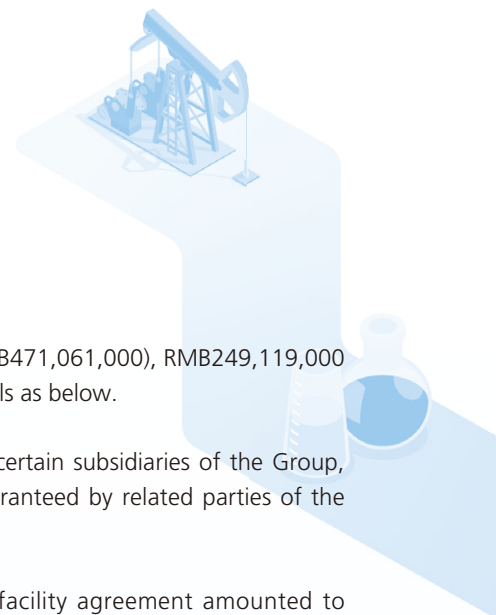 B471,061,000), RMB249,119,000
ls as below.
certain subsidiaries of the Group,
aranteed by related parties of the
facility agreement amounted to